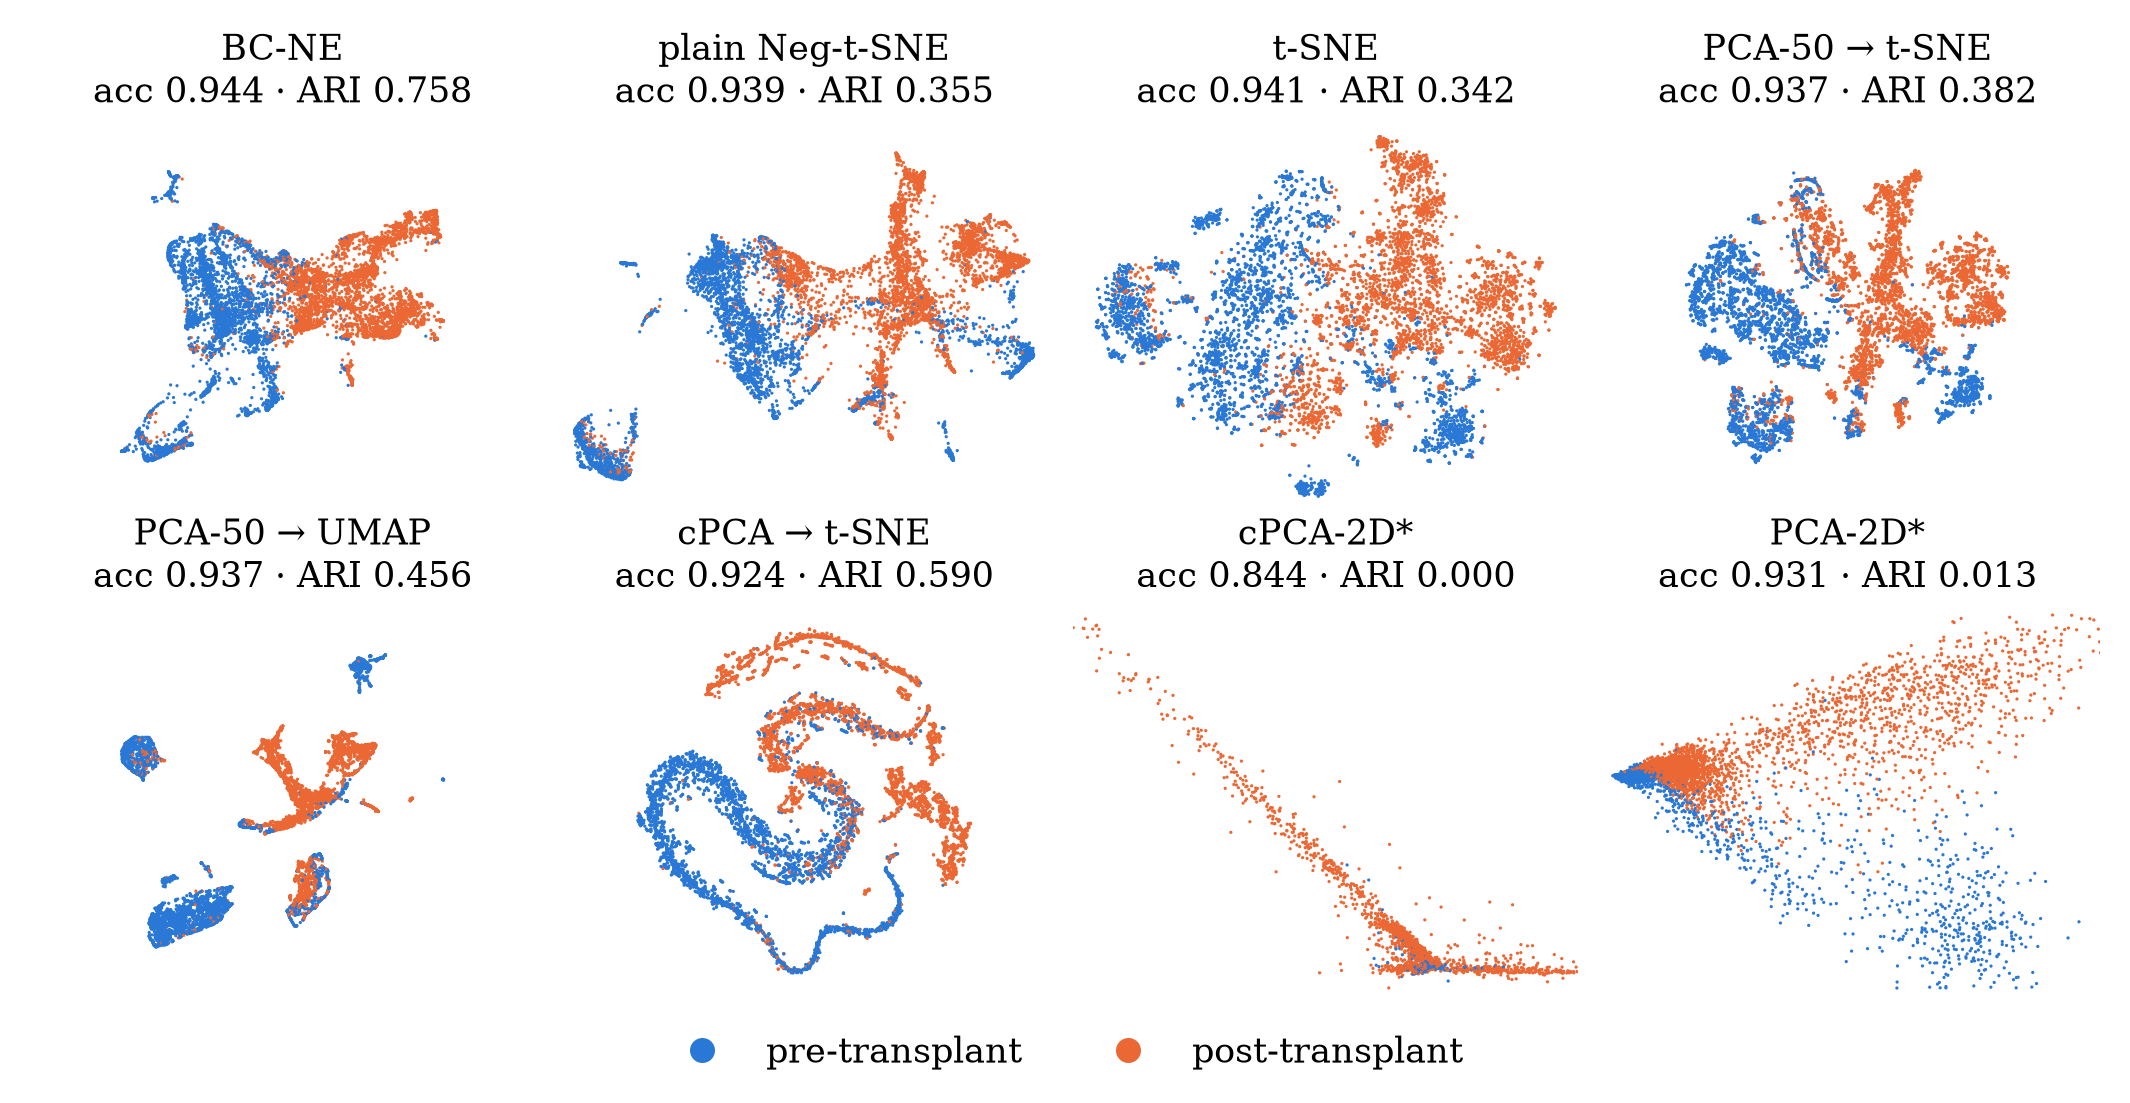 BC-NE
acc 0.944 · ARI 0.758
plain Neg-t-SNE
acc 0.939 · ARI 0.355
t-SNE
acc 0.941 · ARI 0.342
PCA-50 → t-SNE
acc 0.937 · ARI 0.382
PCA-50 → UMAP
acc 0.937 · ARI 0.456
cPCA → t-SNE
acc 0.924 · ARI 0.590
cPCA-2D*
acc 0.844 · ARI 0.000
PCA-2D*
acc 0.931 · ARI 0.013
pre-transplant
post-transplant